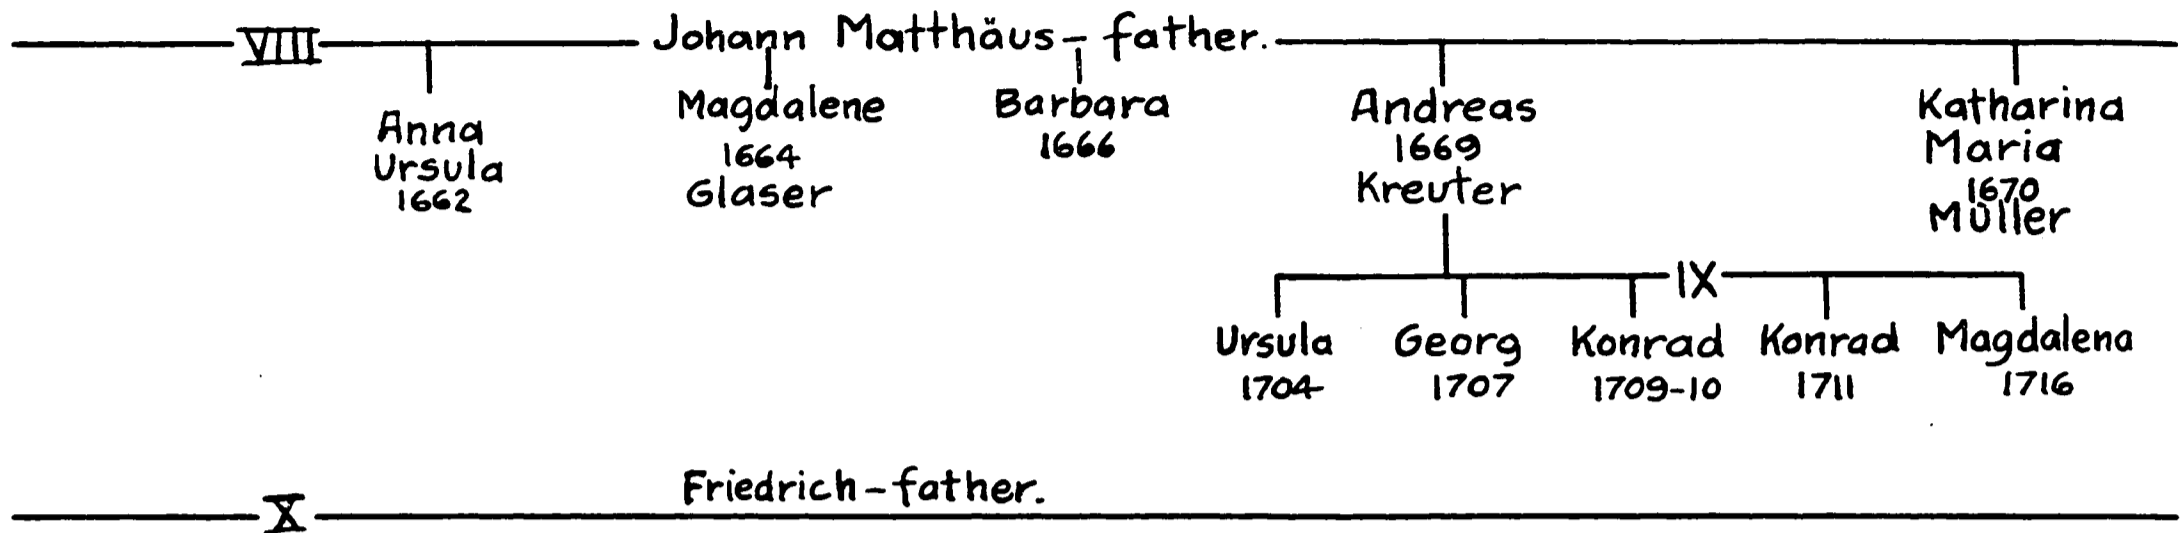 VIII Johann Matthäus - father.
Anna
Ursula
1662
Magdalene
1664
Glaser
Barbara
1666
Andreas
1669
Kreuter
Katharina
Maria
1670
Müller
IX
Ursula
1704
Georg
1707
Konrad
1709-10
Konrad
1711
Magdalena
1716
X Friedrich - father.